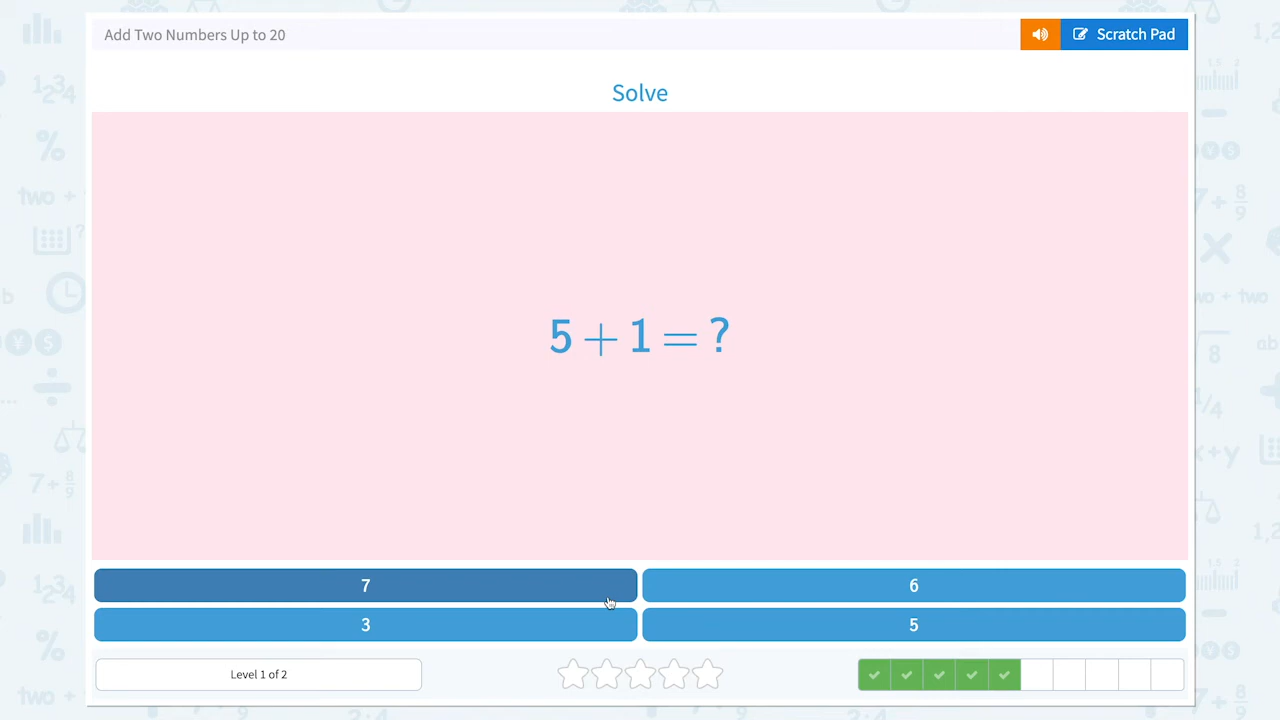 Add Two Numbers Up to 20
Scratch Pad
Solve
5 + 1 = ?
7
6
3
5
Level 1 of 2